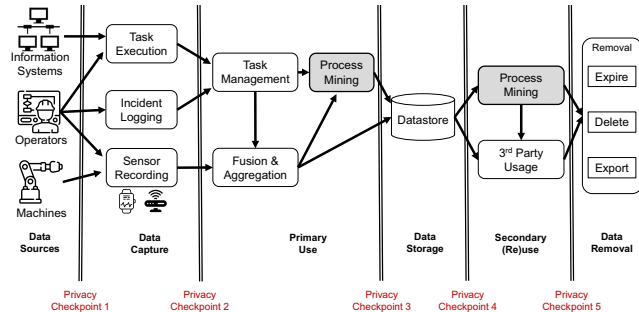 Information
Systems
Operators
Machines
Task
Execution
Incident
Logging
Sensor
Recording
Task
Management
Process
Mining
Fusion &
Aggregation
Datastore
Process
Mining
3rd Party
Usage
Removal
Expire
Delete
Export
Data
Sources
Data
Capture
Primary
Use
Data
Storage
Secondary
(Re)use
Data
Removal
Privacy
Checkpoint 1
Privacy
Checkpoint 2
Privacy
Checkpoint 3
Privacy
Checkpoint 4
Privacy
Checkpoint 5